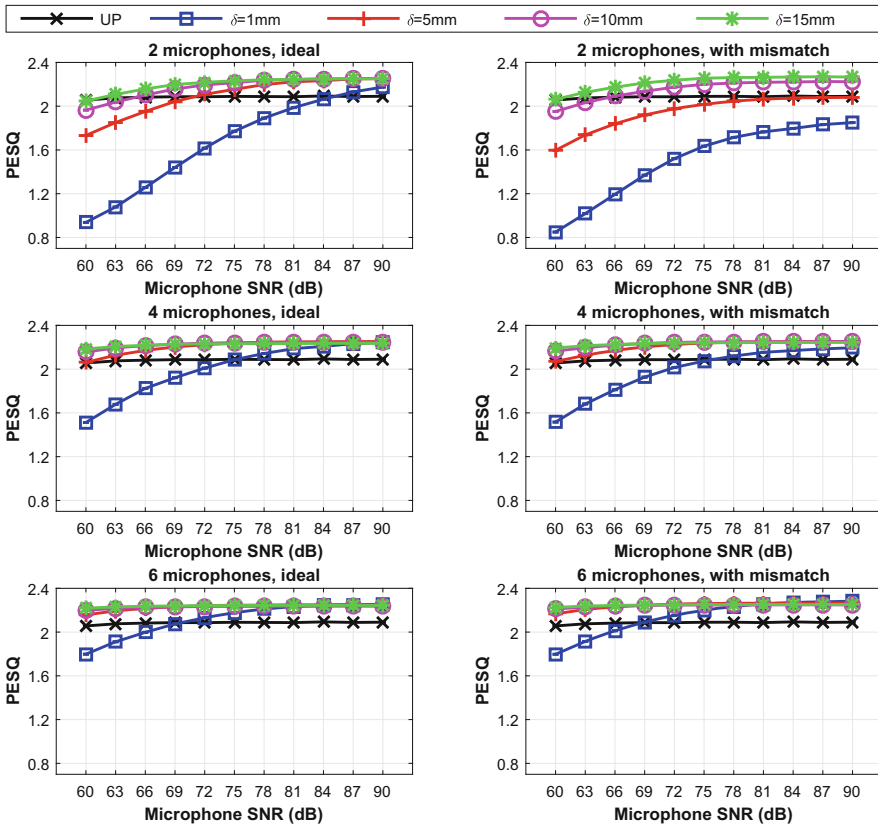 UP δ=1mm δ=5mm δ=10mm δ=15mm
2 microphones, ideal
2.4
2
1.6
1.2
0.8
PESQ
60 63 66 69 72 75 78 81 84 87 90
Microphone SNR (dB)
2 microphones, with mismatch
2.4
2
1.6
1.2
0.8
PESQ
60 63 66 69 72 75 78 81 84 87 90
Microphone SNR (dB)
4 microphones, ideal
2.4
2
1.6
1.2
0.8
PESQ
60 63 66 69 72 75 78 81 84 87 90
Microphone SNR (dB)
4 microphones, with mismatch
2.4
2
1.6
1.2
0.8
PESQ
60 63 66 69 72 75 78 81 84 87 90
Microphone SNR (dB)
6 microphones, ideal
2.4
2
1.6
1.2
0.8
PESQ
60 63 66 69 72 75 78 81 84 87 90
Microphone SNR (dB)
6 microphones, with mismatch
2.4
2
1.6
1.2
0.8
PESQ
60 63 66 69 72 75 78 81 84 87 90
Microphone SNR (dB)